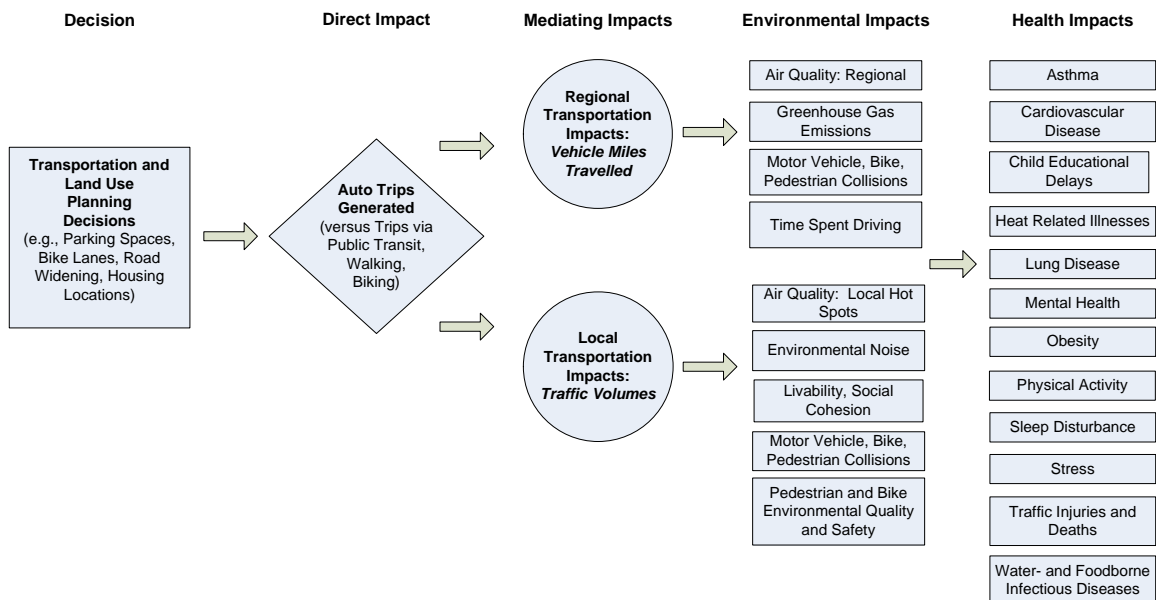 Decision
Direct Impact
Mediating Impacts
Environmental Impacts
Health Impacts
Transportation and
Land Use
Planning
Decisions
(e.g., Parking Spaces,
Bike Lanes, Road
Widening, Housing
Locations)
Auto Trips
Generated
(versus Trips via
Public Transit,
Walking,
Biking)
Regional
Transportation
Impacts:
Vehicle Miles
Travelled
Local
Transportation
Impacts:
Traffic Volumes
Air Quality: Regional
Greenhouse Gas
Emissions
Motor Vehicle, Bike,
Pedestrian Collisions
Time Spent Driving
Air Quality:  Local Hot
Spots
Environmental Noise
Livability, Social
Cohesion
Motor Vehicle, Bike,
Pedestrian Collisions
Pedestrian and Bike
Environmental Quality
and Safety
Asthma
Cardiovascular
Disease
Child Educational
Delays
Heat Related Illnesses
Lung Disease
Mental Health
Obesity
Physical Activity
Sleep Disturbance
Stress
Traffic Injuries and
Deaths
Water- and Foodborne
Infectious Diseases